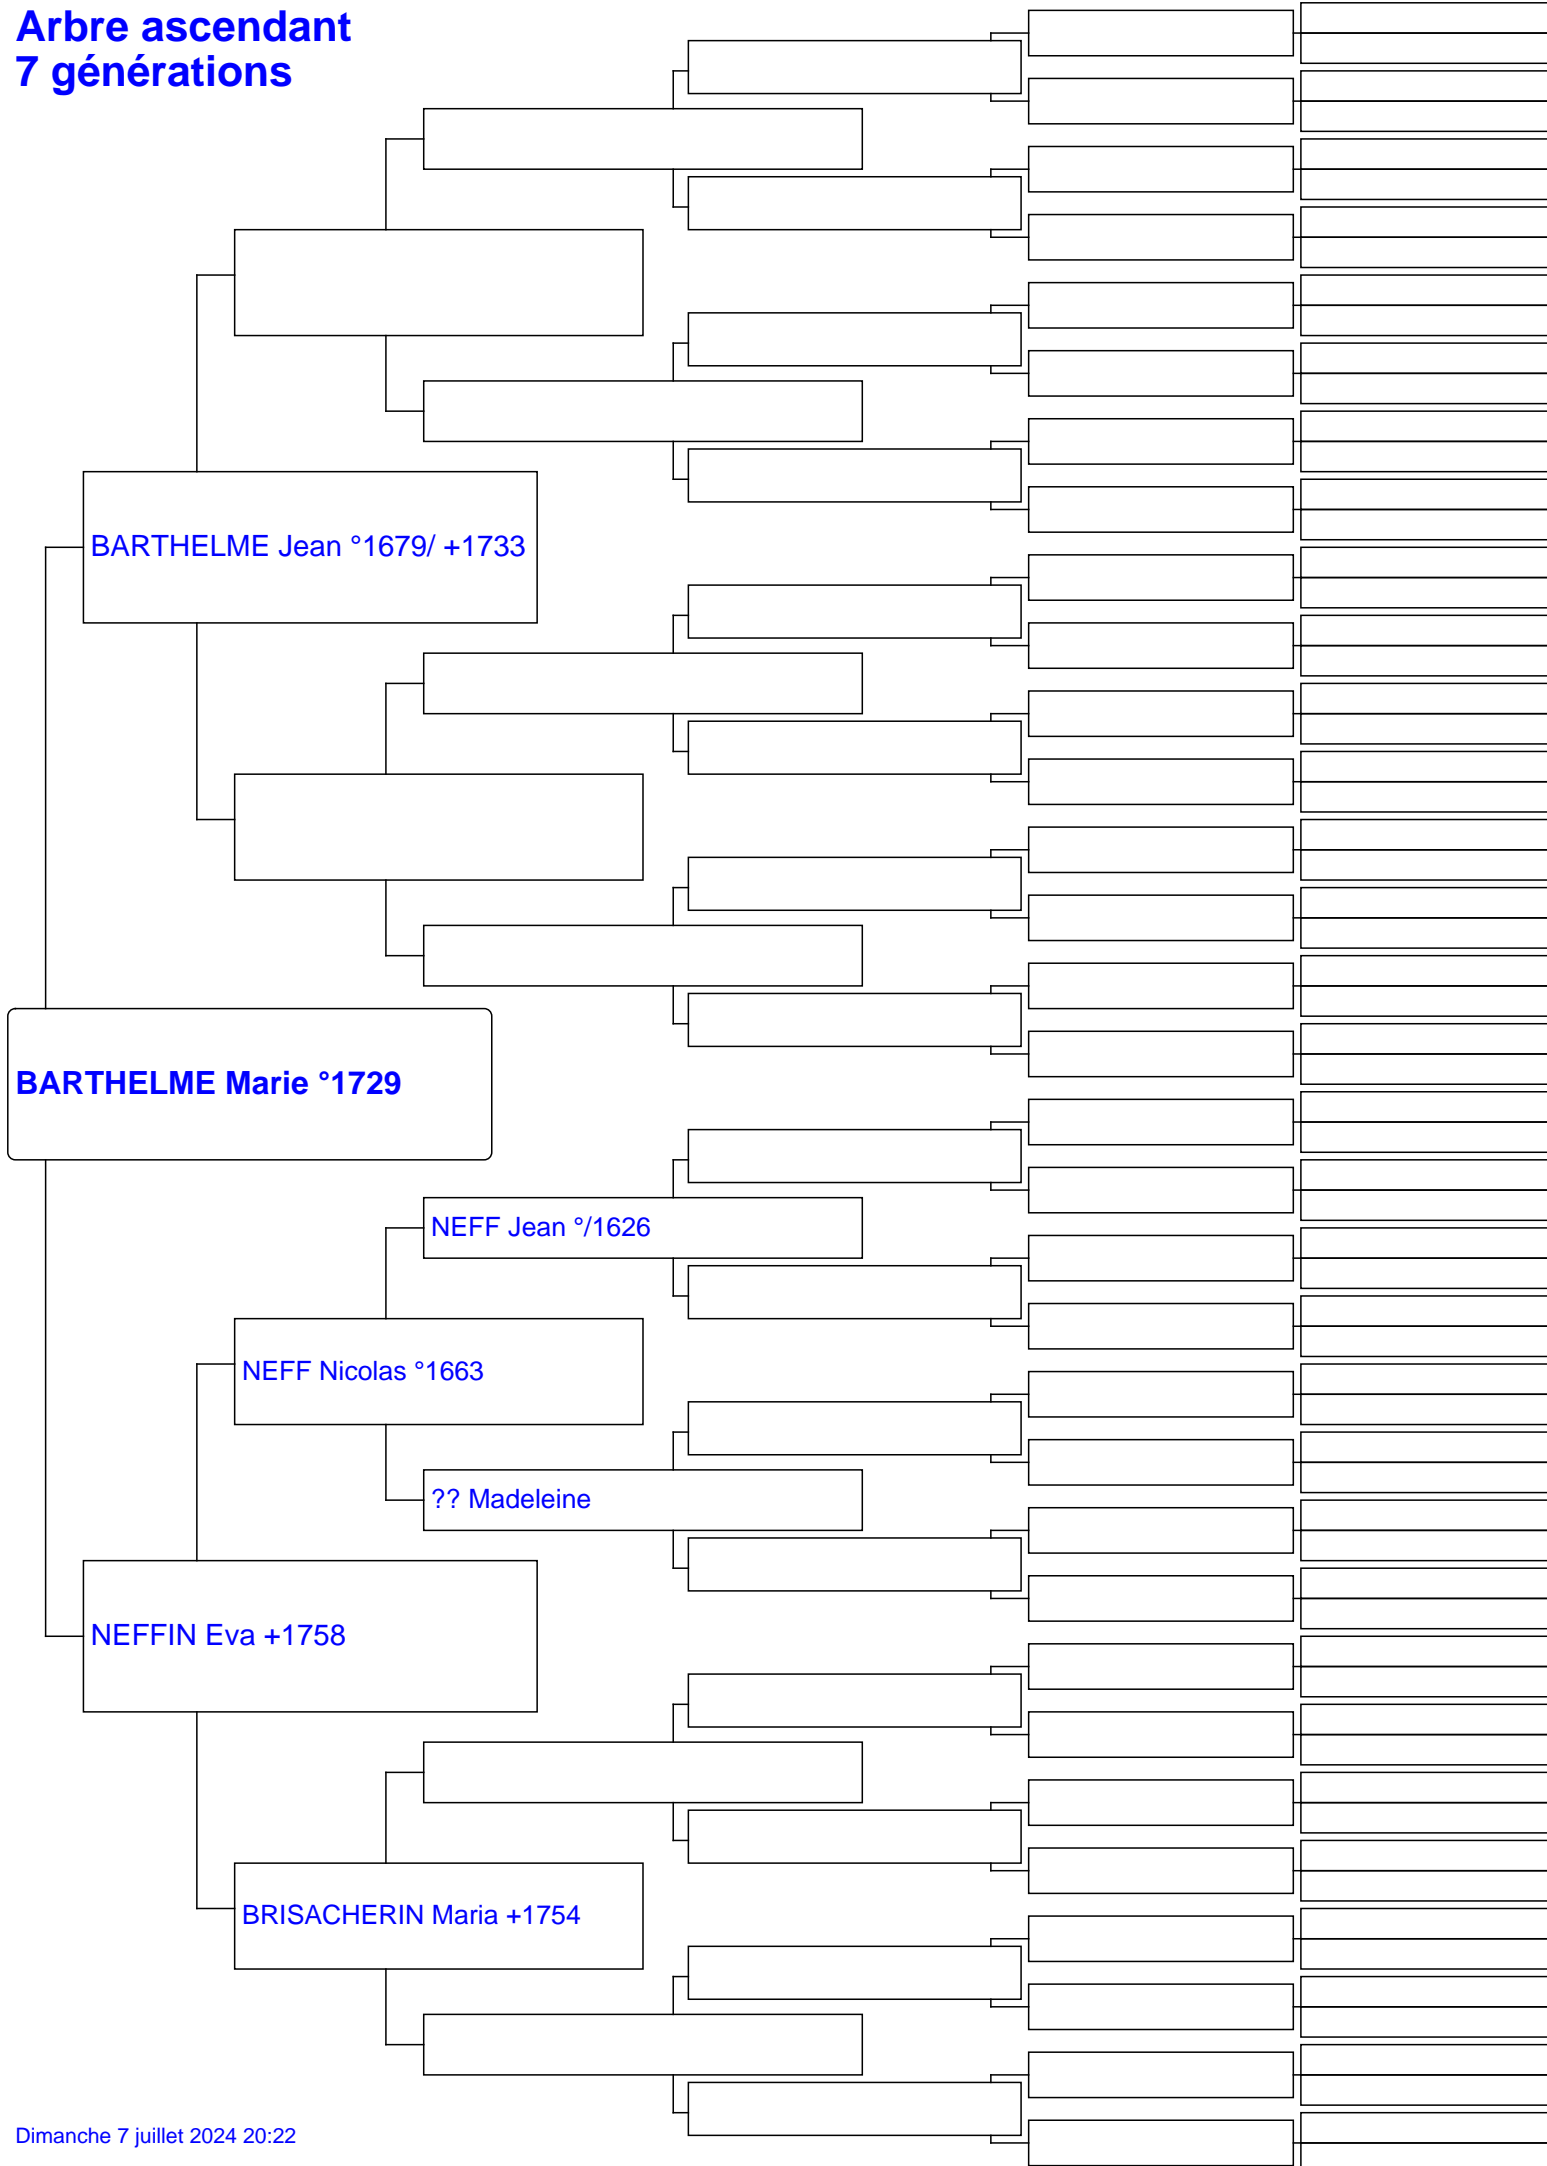 Arbre ascendant
7 générations
BARTHELME Jean °1679/ +1733
BARTHELME Marie °1729
NEFF Jean °/1626
NEFF Nicolas °1663
?? Madeleine
NEFFIN Eva +1758
BRISACHERIN Maria +1754
Dimanche 7 juillet 2024 20:22